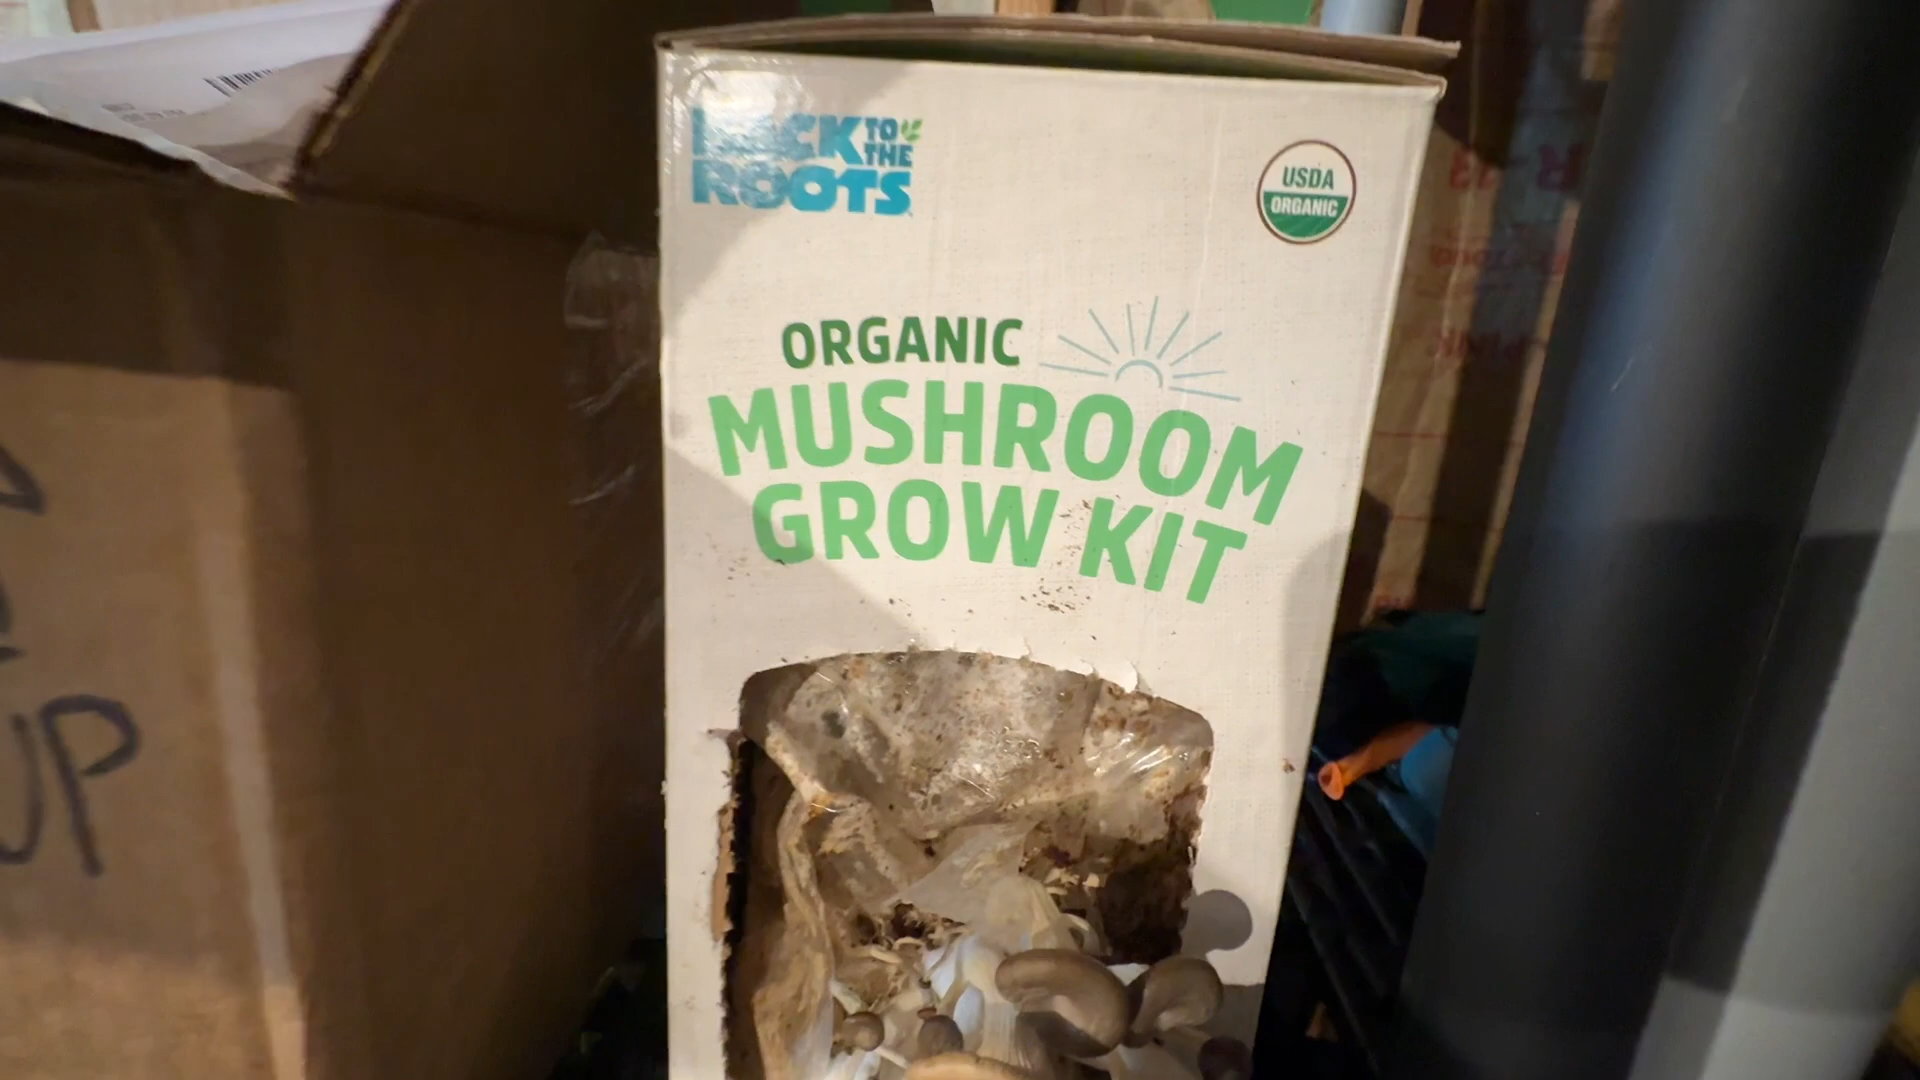 BACK TO THE ROOTS
USDA
ORGANIC
ORGANIC
MUSHROOM
GROW KIT
UP